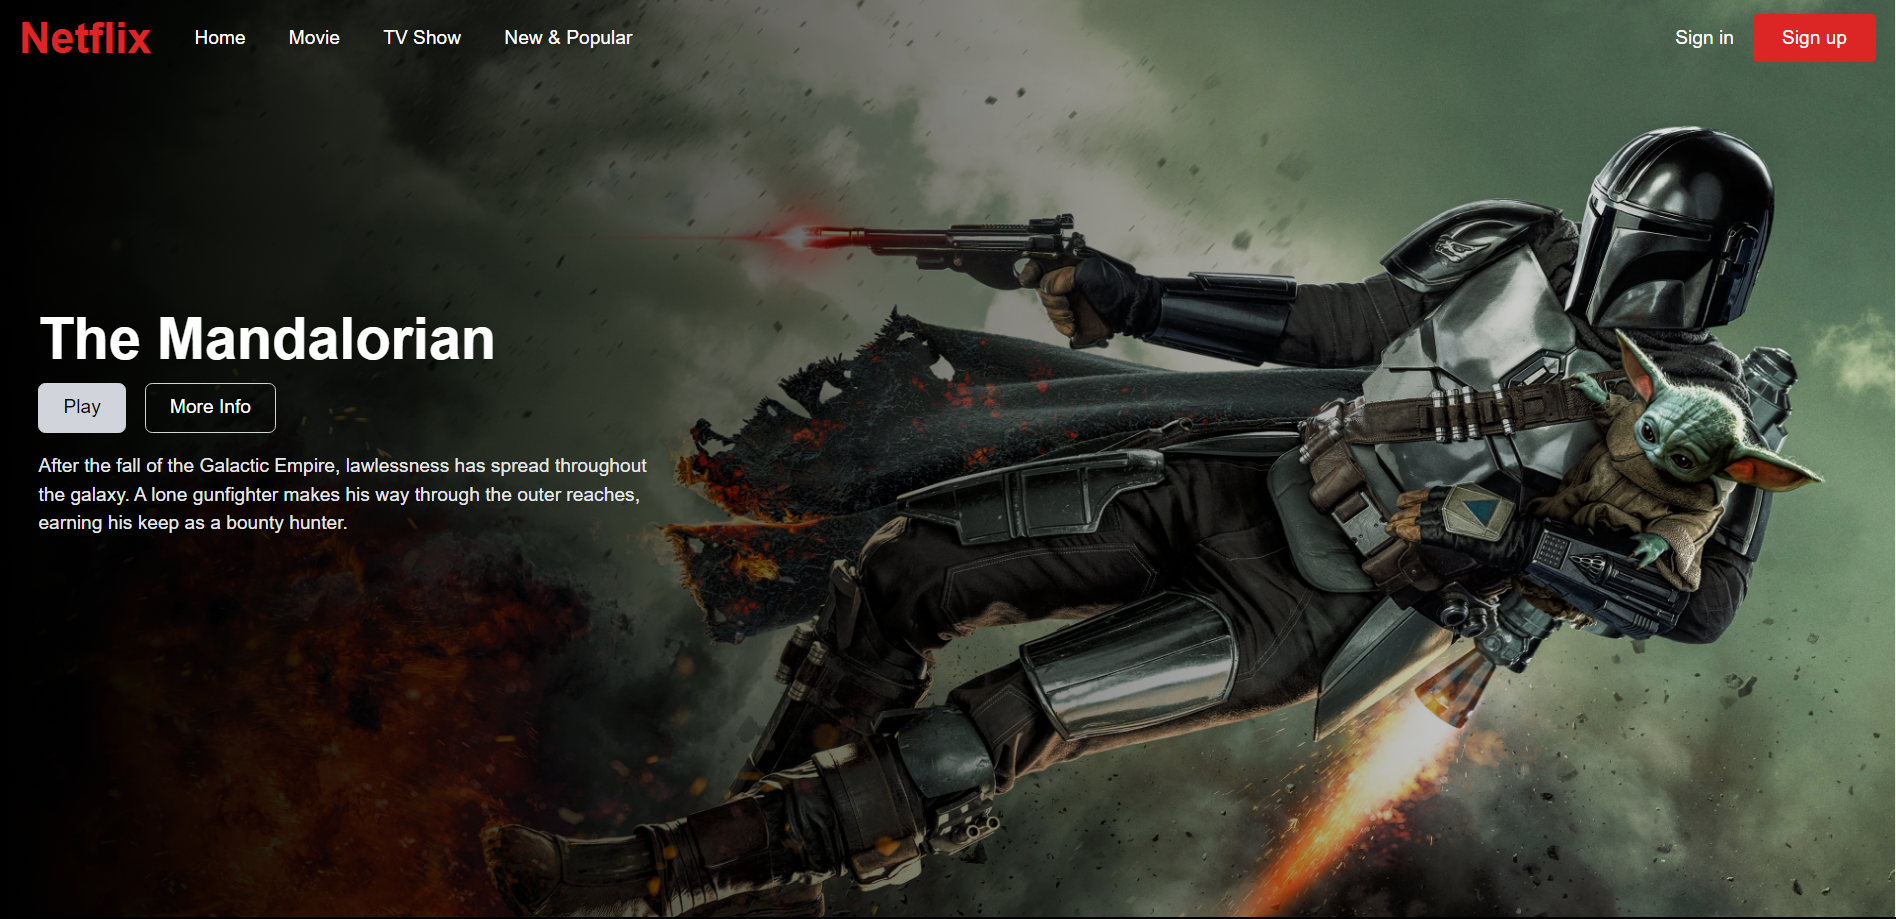 Netflix Home Movie TV Show New & Popular Sign in Sign up
The Mandalorian
Play More Info
After the fall of the Galactic Empire, lawlessness has spread throughout
the galaxy. A lone gunfighter makes his way through the outer reaches,
earning his keep as a bounty hunter.